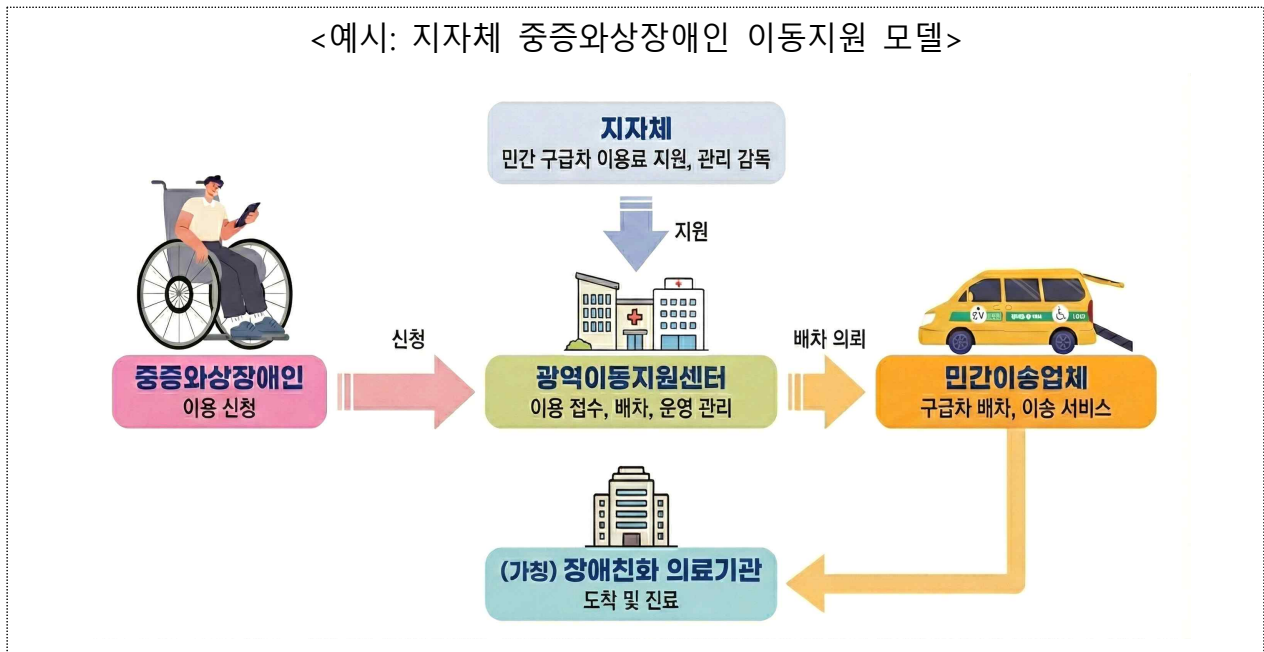 <예시: 지자체 중증와상장애인 이동지원 모델>
지자체
민간 구급차 이용료 지원, 관리 감독
지원
신청
배차 의뢰
중증와상장애인
이용 신청
광역이동지원센터
이용 접수, 배차, 운영 관리
민간이송업체
구급차 배차, 이송 서비스
(가칭) 장애친화 의료기관
도착 및 진료